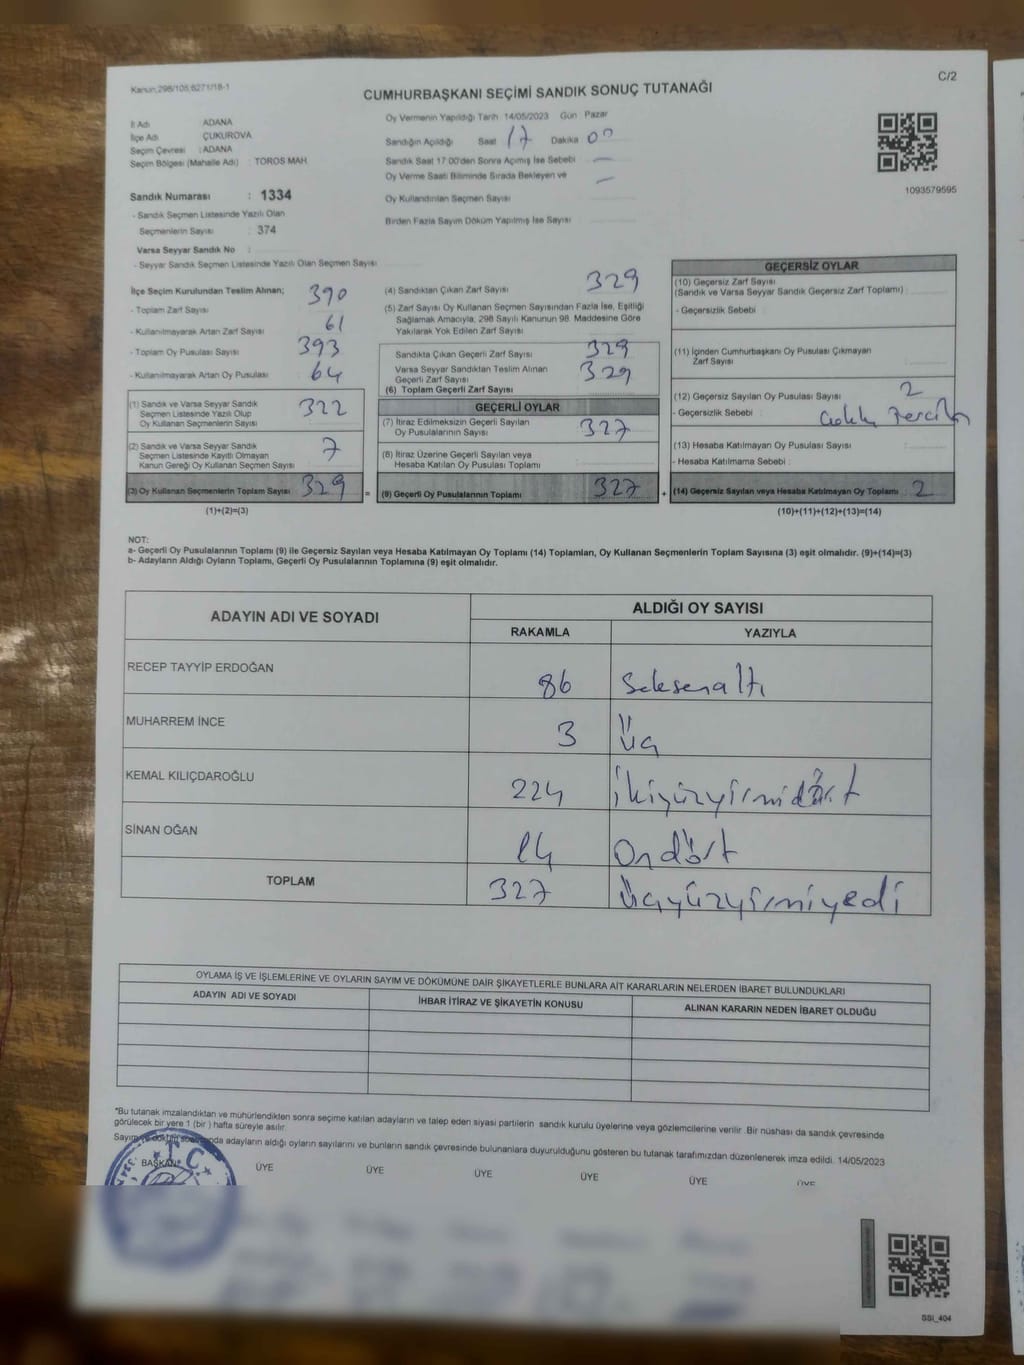 Kanun:298/105,6271/18-1
C/2
CUMHURBAŞKANI SEÇİMİ SANDIK SONUÇ TUTANAĞI
İl Adı ADANA
İlçe Adı ÇUKUROVA
Seçim Çevresi :ADANA
Seçim Bölgesi (Mahalle Adı) : TOROS MAH
Oy Vermenin Yapıldığı Tarih 14/05/2023 Gün Pazar
Sandığın Açıldığı Saat 17 Dakika 00
Sandık Saat 17:00'den Sonra Açılmış İse Sebebi —
Oy Verme Saati Bitiminde Sırada Bekleyen ve —
Oy Kullandırılan Seçmen Sayısı
Birden Fazla Sayım Döküm Yapılmış İse Sayısı
1093579595
Sandık Numarası : 1334
- Sandık Seçmen Listesinde Yazılı Olan
Seçmenlerin Sayısı : 374
Varsa Seyyar Sandık No :
- Seyyar Sandık Seçmen Listesinde Yazılı Olan Seçmen Sayısı:
İlçe Seçim Kurulundan Teslim Alınan;
- Toplam Zarf Sayısı 390
- Kullanılmayarak Artan Zarf Sayısı 61
- Toplam Oy Pusulası Sayısı 393
- Kullanılmayarak Artan Oy Pusulası 64
(1) Sandık ve Varsa Seyyar Sandık
Seçmen Listesinde Yazılı Olup
Oy Kullanan Seçmenlerin Sayısı 322
(2) Sandık ve Varsa Seyyar Sandık
Seçmen Listesinde Kayıtlı Olmayan
Kanun Gereği Oy Kullanan Seçmen Sayısı 7
(3) Oy Kullanan Seçmenlerin Toplam Sayısı 329
(1)+(2)=(3)
(4) Sandıktan Çıkan Zarf Sayısı 329
(5) Zarf Sayısı Oy Kullanan Seçmen Sayısından Fazla İse, Eşitliği
Sağlamak Amacıyla, 298 Sayılı Kanunun 98. Maddesine Göre
Yakılarak Yok Edilen Zarf Sayısı
Sandıkta Çıkan Geçerli Zarf Sayısı 329
Varsa Seyyar Sandıktan Teslim Alınan
Geçerli Zarf Sayısı 329
(6) Toplam Geçerli Zarf Sayısı
GEÇERLİ OYLAR
(7) İtiraz Edilmeksizin Geçerli Sayılan
Oy Pusulalarının Sayısı 327
(8) İtiraz Üzerine Geçerli Sayılan veya
Hesaba Katılan Oy Pusulası Toplamı
= (9) Geçerli Oy Pusulalarının Toplamı 327 +
GEÇERSİZ OYLAR
(10) Geçersiz Zarf Sayısı
(Sandık ve Varsa Seyyar Sandık Geçersiz Zarf Toplamı) :
- Geçersizlik Sebebi :
(11) İçinden Cumhurbaşkanı Oy Pusulası Çıkmayan
Zarf Sayısı
(12) Geçersiz Sayılan Oy Pusulası Sayısı 2
- Geçersizlik Sebebi :
(13) Hesaba Katılmayan Oy Pusulası Sayısı
- Hesaba Katılmama Sebebi :
(14) Geçersiz Sayılan veya Hesaba Katılmayan Oy Toplamı 2
(10)+(11)+(12)+(13)=(14)
NOT:
a- Geçerli Oy Pusulalarının Toplamı (9) ile Geçersiz Sayılan veya Hesaba Katılmayan Oy Toplamı (14) Toplamları, Oy Kullanan Seçmenlerin Toplam Sayısına (3) eşit olmalıdır. (9)+(14)=(3)
b- Adayların Aldığı Oyların Toplamı, Geçerli Oy Pusulalarının Toplamına (9) eşit olmalıdır.
ADAYIN ADI VE SOYADI ALDIĞI OY SAYISI
RAKAMLA YAZIYLA
RECEP TAYYİP ERDOĞAN 86 Seksenaltı
MUHARREM İNCE 3 Üç
KEMAL KILIÇDAROĞLU 224 İkiyüzyirmidört
SİNAN OĞAN 14 Ondört
TOPLAM 327 Üçyüzyirmiyedi
OYLAMA İŞ VE İŞLEMLERİNE VE OYLARIN SAYIM VE DÖKÜMÜNE DAİR ŞİKAYETLERLE BUNLARA AİT KARARLARIN NELERDEN İBARET BULUNDUKLARI
ADAYIN ADI VE SOYADI İHBAR İTİRAZ VE ŞİKAYETİN KONUSU ALINAN KARARIN NEDEN İBARET OLDUĞU
*Bu tutanak imzalandıktan ve mühürlendikten sonra seçime katılan adayların ve talep eden siyasi partilerin sandık kurulu üyelerine veya gözlemcilerine verilir. Bir nüshası da sandık çevresinde
görülecek bir yere 1 (bir ) hafta süreyle asılır.
Sayım ve döküm sonucunda adayların aldığı oyların sayılarını ve bunların sandık çevresinde bulunanlara duyurulduğunu gösteren bu tutanak tarafımızdan düzenlenerek imza edildi. 14/05/2023
BAŞKAN ÜYE ÜYE ÜYE ÜYE ÜYE ÜYE
T.C.
SSİ_404